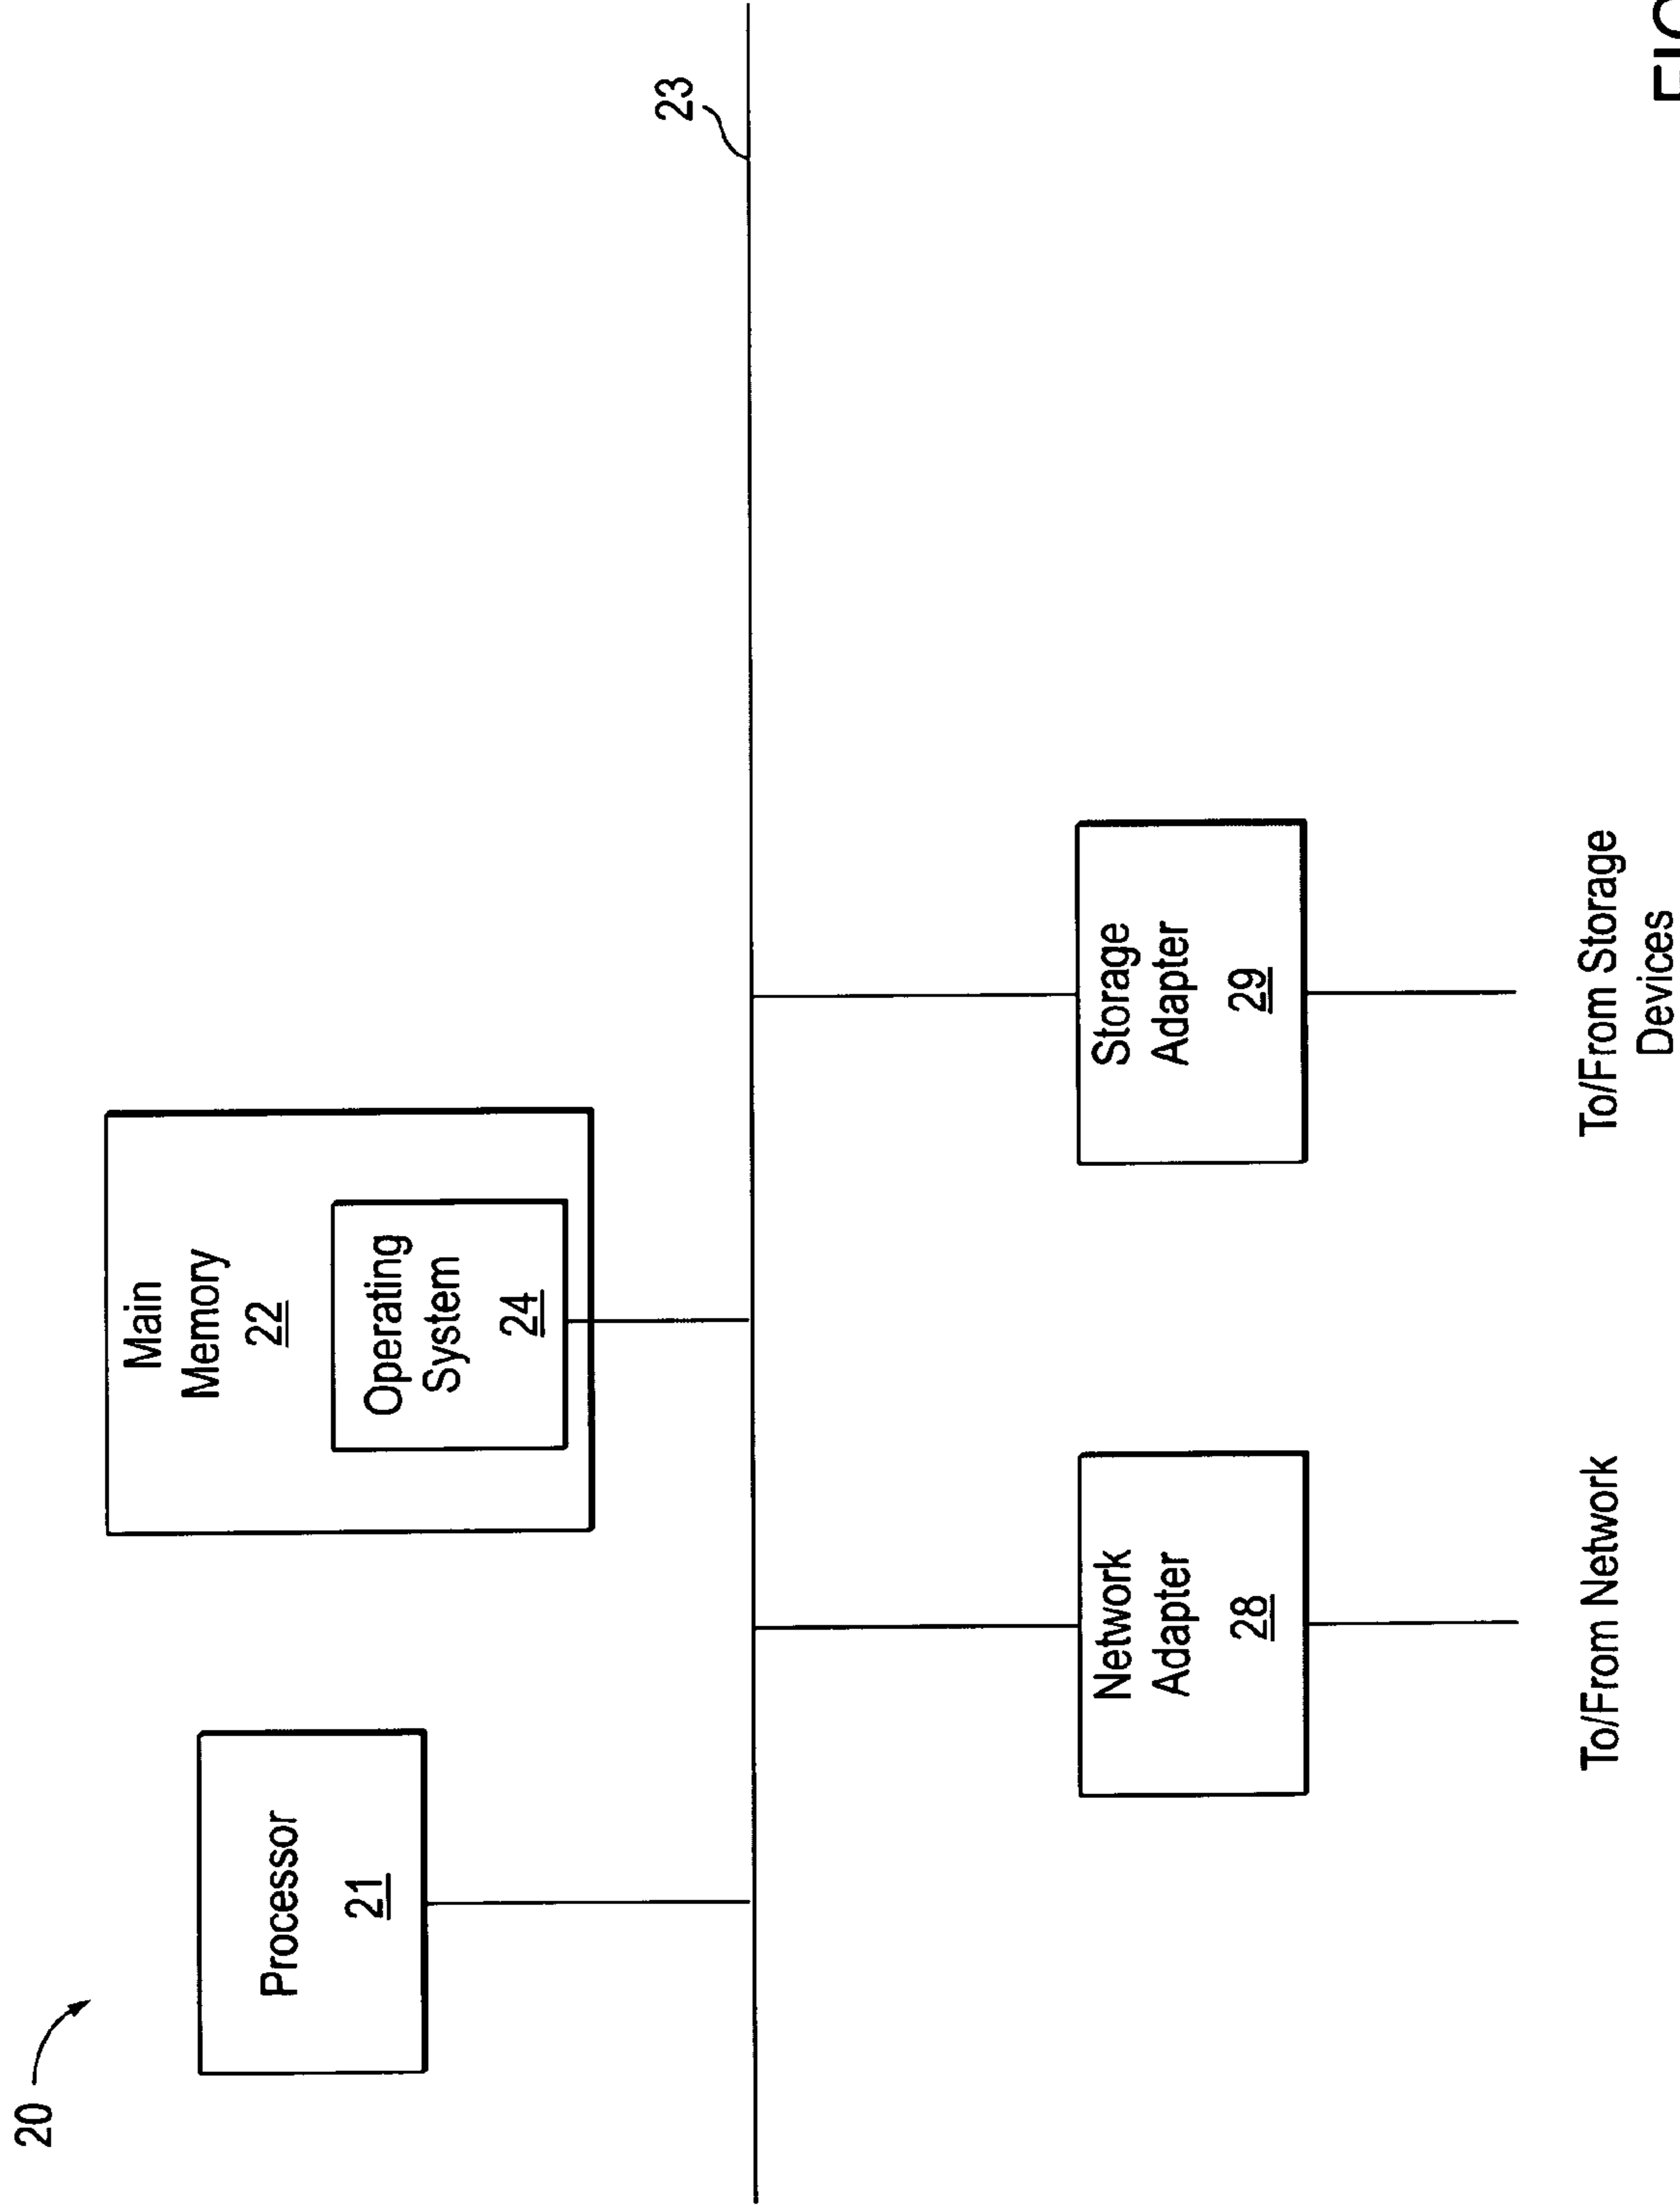 20
Processor
21
Main
Memory
22
Operating
System
24
23
Network
Adapter
28
Storage
Adapter
29
To/From Network
To/From Storage
Devices